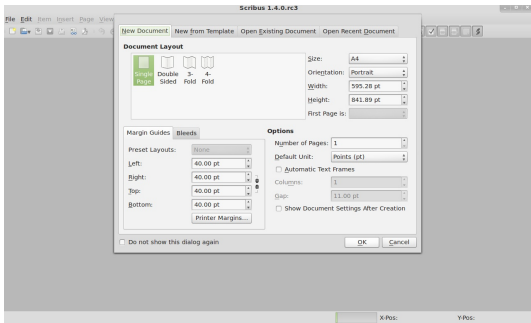 Scribus 1.4.0.rc3
File Edit Item Insert Page View
New Document New from Template Open Existing Document Open Recent Document
Document Layout
Single Page
Double Sided
3-Fold
4-Fold
Size: A4
Orientation: Portrait
Width: 595.28 pt
Height: 841.89 pt
First Page is:
Margin Guides Bleeds
Preset Layouts: None
Left: 40.00 pt
Right: 40.00 pt
Top: 40.00 pt
Bottom: 40.00 pt
Printer Margins...
Options
Number of Pages: 1
Default Unit: Points (pt)
Automatic Text Frames
Columns: 1
Gap: 11.00 pt
Show Document Settings After Creation
Do not show this dialog again
OK Cancel
X-Pos: Y-Pos: